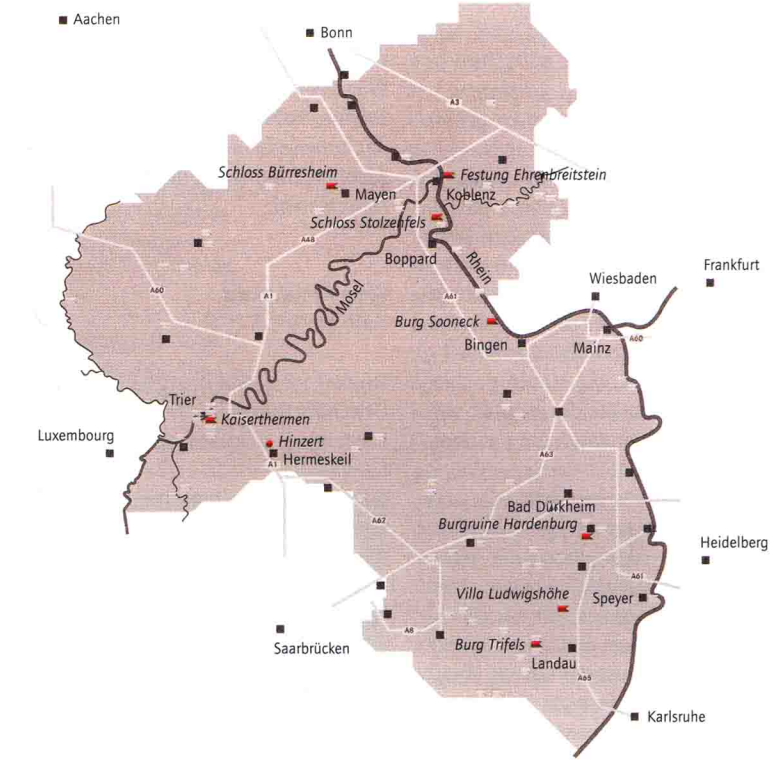 Aachen
Bonn
A3
Schloss Bürresheim
Festung Ehrenbreitstein
Mayen
Koblenz
Schloss Stolzenfels
A48
Boppard
Rhein
Frankfurt
Wiesbaden
A60
A1
Mosel
A61
Burg Sooneck
Bingen
Mainz
A60
Trier
Kaiserthermen
Luxembourg
Hinzert
Hermeskeil
A1
A63
Bad Dürkheim
A62
Burgruine Hardenburg
Heidelberg
A61
Villa Ludwigshöhe
Speyer
A8
Saarbrücken
Burg Trifels
Landau
A65
Karlsruhe